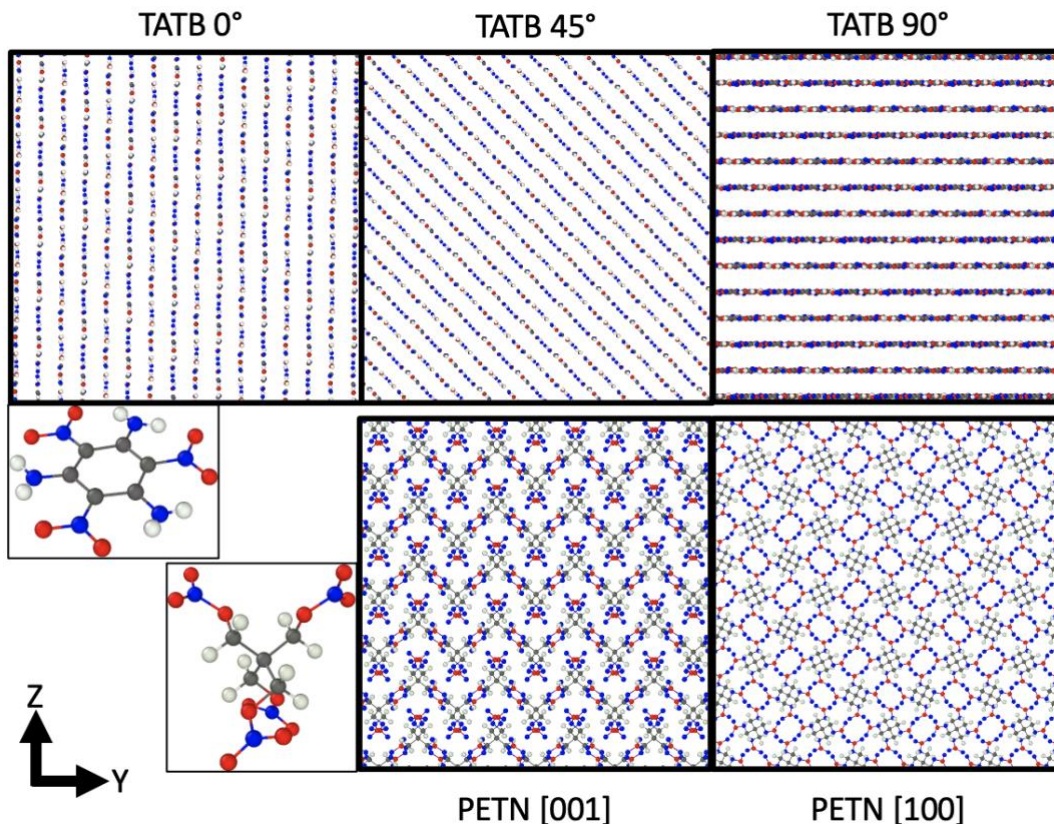 TATB 0°
TATB 45°
TATB 90°
Z
Y
PETN [001]
PETN [100]